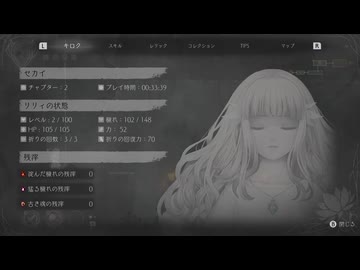 L キロク スキル レリック コレクション TIPS マップ R
セカイ
チャプター：2 プレイ時間：00:33:39
リリィの状態
レベル：2 / 100 穢れ：102 / 148
HP：105 / 105 力：52
祈りの回数：3 / 3 祈り回復力：70
残滓
淀んだ穢れの残滓 0
猛る穢れの残滓 0
古き魂の残滓 0
B 閉じる